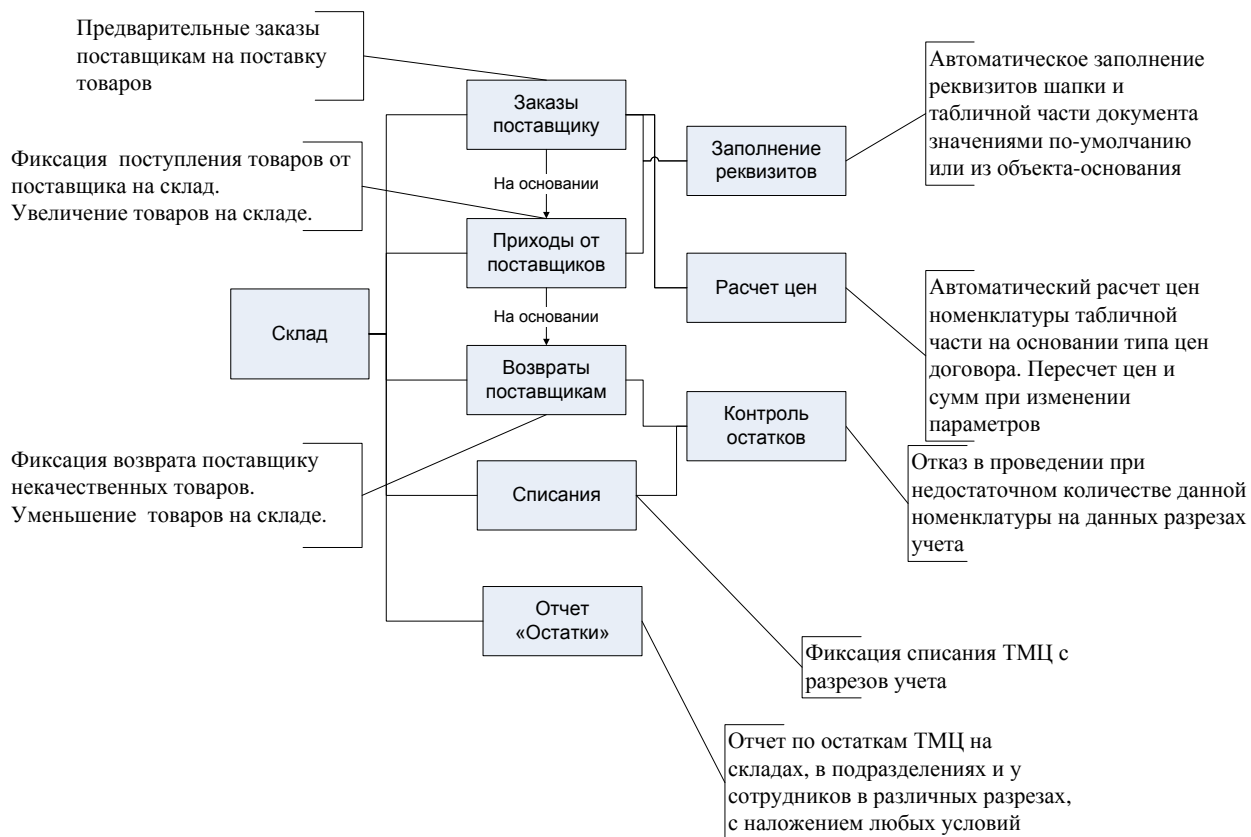 Предварительные заказы
поставщикам на поставку
товаров
Заказы
поставщику
Автоматическое заполнение
реквизитов шапки и
табличной части документа
значениями по-умолчанию
или из объекта-основания
Заполнение
реквизитов
Фиксация поступления товаров от
поставщика на склад.
Увеличение товаров на складе.
На основании
Приходы от
поставщиков
Расчет цен
Автоматический расчет цен
номенклатуры табличной
части на основании типа цен
договора. Пересчет цен и
сумм при изменении
параметров
Склад
На основании
Возвраты
поставщикам
Контроль
остатков
Фиксация возврата поставщику
некачественных товаров.
Уменьшение товаров на складе.
Списания
Отказ в проведении при
недостаточном количестве данной
номенклатуры на данных разрезах
учета
Отчет
«Остатки»
Фиксация списания ТМЦ с
разрезов учета
Отчет по остаткам ТМЦ на
складах, в подразделениях и у
сотрудников в различных разрезах,
с наложением любых условий